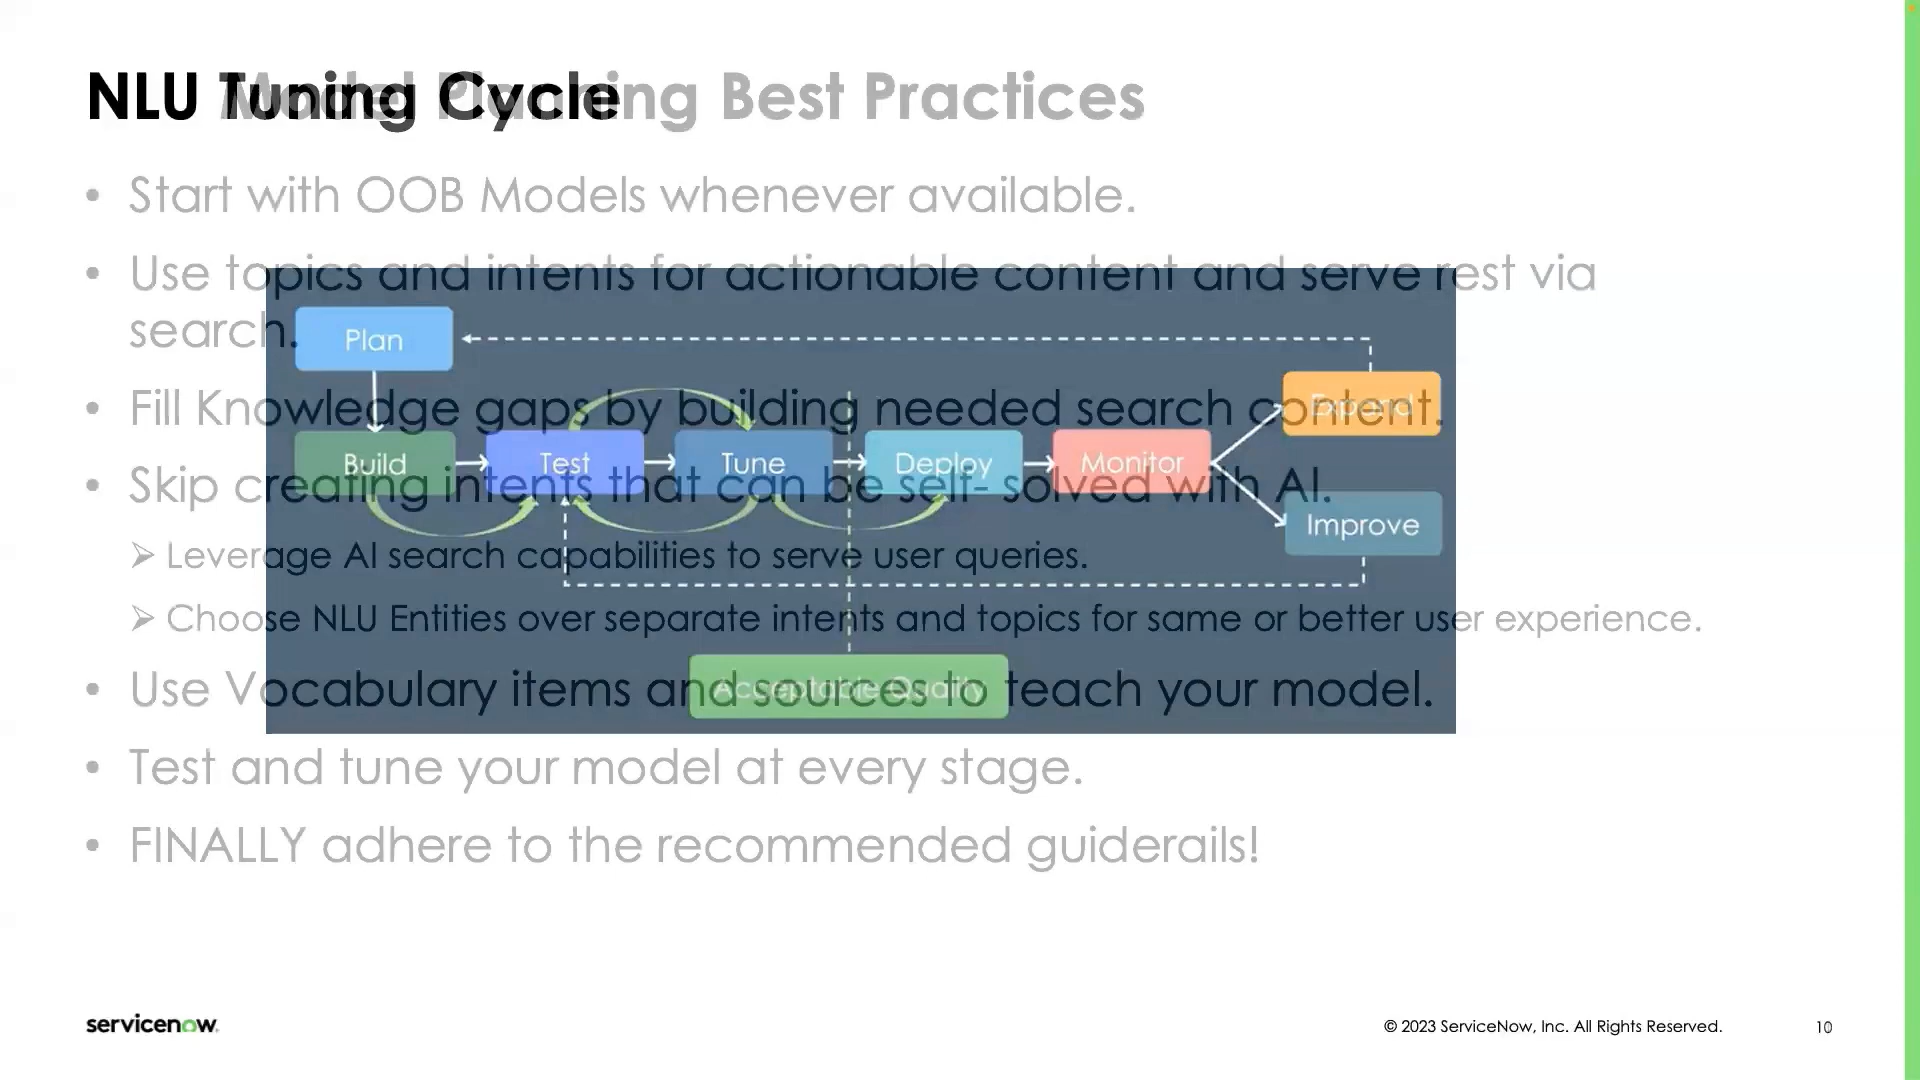 NLU Tuning Cycle
NLU Model Planning Best Practices
• Start with OOB Models whenever available.
• Use topics and intents for actionable content and serve rest via
search.
• Fill Knowledge gaps by building needed search content.
• Skip creating intents that can be self- solved with AI.
➢ Leverage AI search capabilities to serve user queries.
➢ Choose NLU Entities over separate intents and topics for same or better user experience.
• Use Vocabulary items and sources to teach your model.
• Test and tune your model at every stage.
• FINALLY adhere to the recommended guiderails!
Plan
Expand
Build
Test
Tune
Deploy
Monitor
Improve
Acceptable Quality
servicenow
© 2023 ServiceNow, Inc. All Rights Reserved.
10